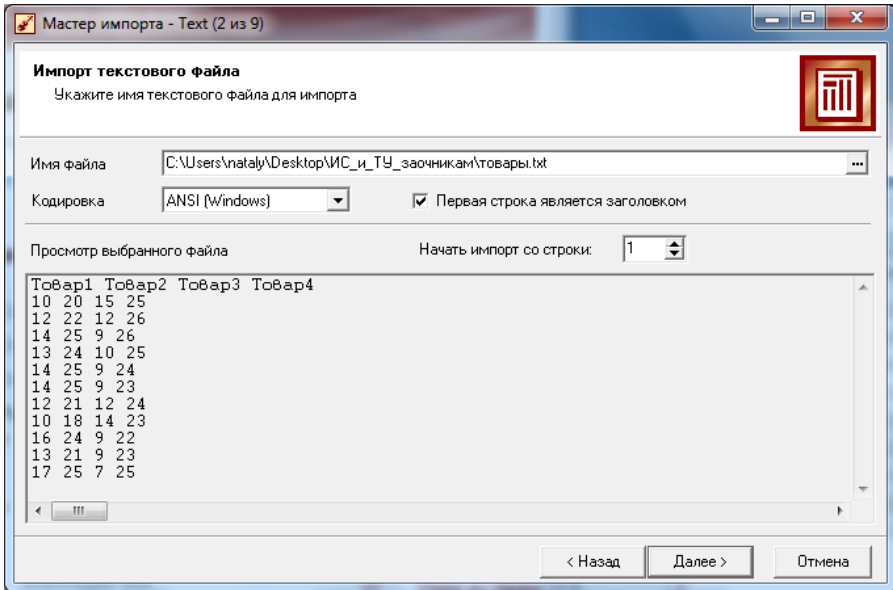 Мастер импорта - Text (2 из 9)
Импорт текстового файла
Укажите имя текстового файла для импорта
Имя файла C:\Users\nataly\Desktop\ИС_и_ТУ_заочникам\товары.txt ...
Кодировка ANSI (Windows) Первая строка является заголовком
Просмотр выбранного файла Начать импорт со строки: 1
Товар1 Товар2 Товар3 Товар4
10 20 15 25
12 22 12 26
14 25 9 26
13 24 10 25
14 25 9 24
14 25 9 23
12 21 12 24
10 18 14 23
16 24 9 22
13 21 9 23
17 25 7 25
< Назад Далее > Отмена